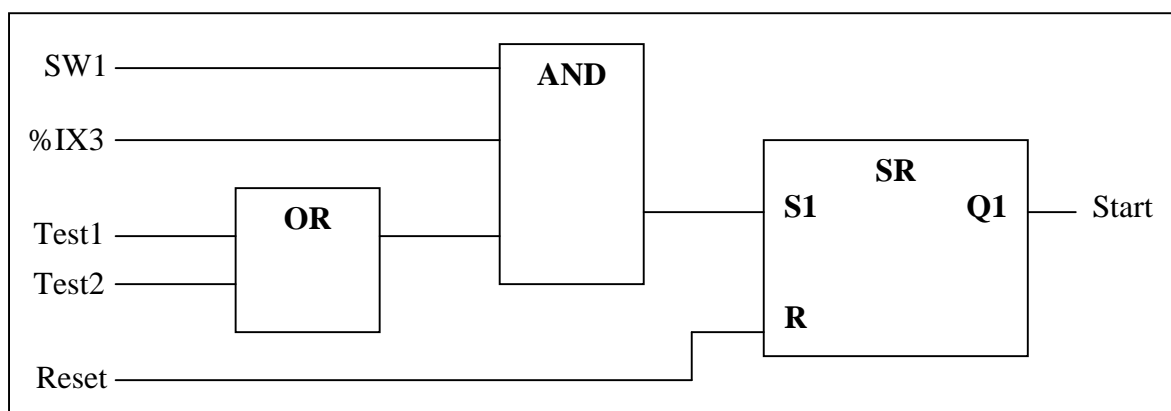 SW1
AND
%IX3
SR
S1
Q1
Start
OR
Test1
Test2
R
Reset